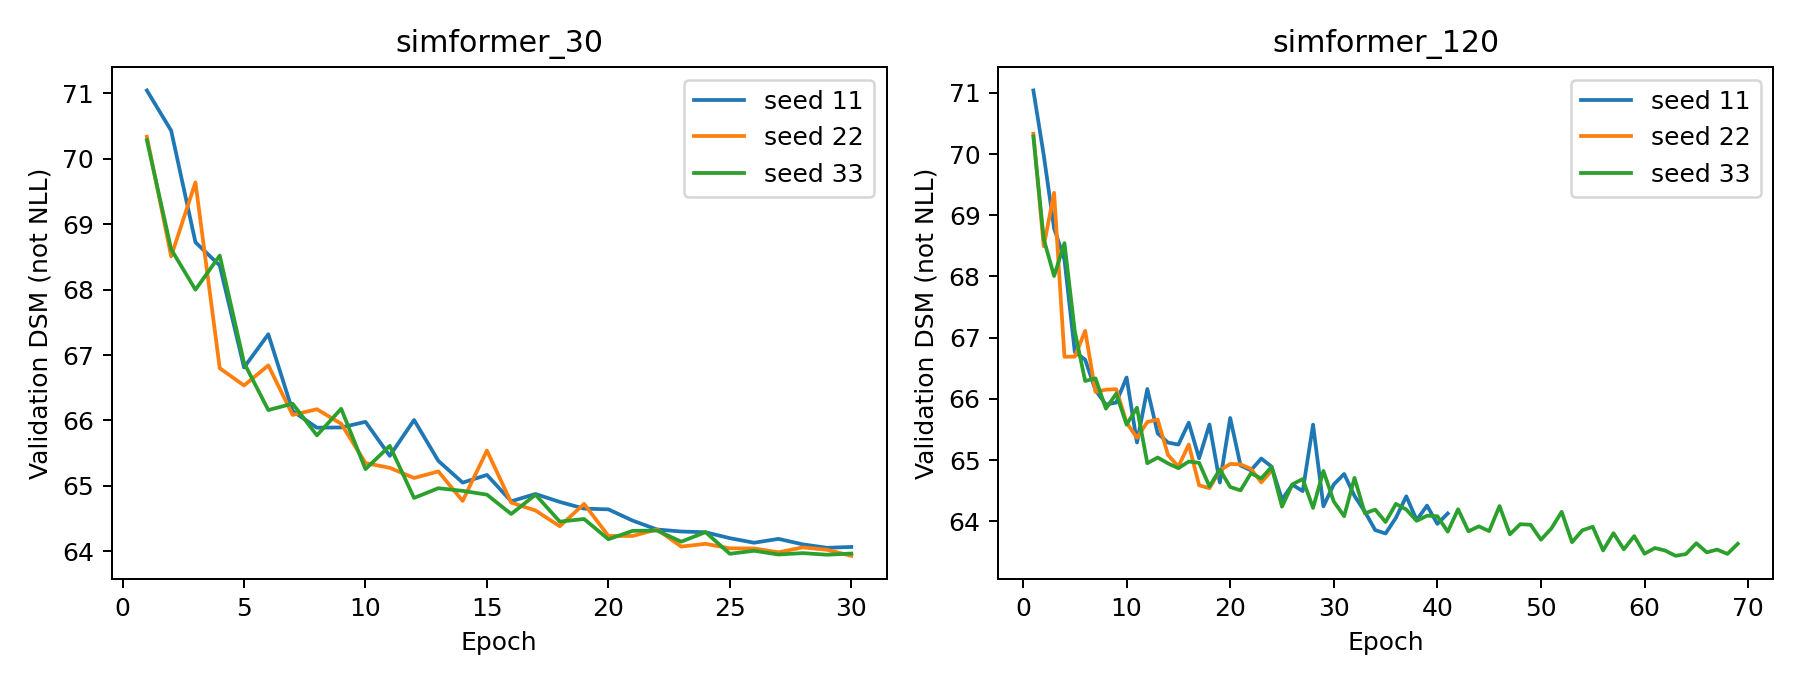 simformer_30
Validation DSM (not NLL)
71
70
69
68
67
66
65
64
0
5
10
15
20
25
30
Epoch
seed 11
seed 22
seed 33
simformer_120
Validation DSM (not NLL)
71
70
69
68
67
66
65
64
0
10
20
30
40
50
60
70
Epoch
seed 11
seed 22
seed 33